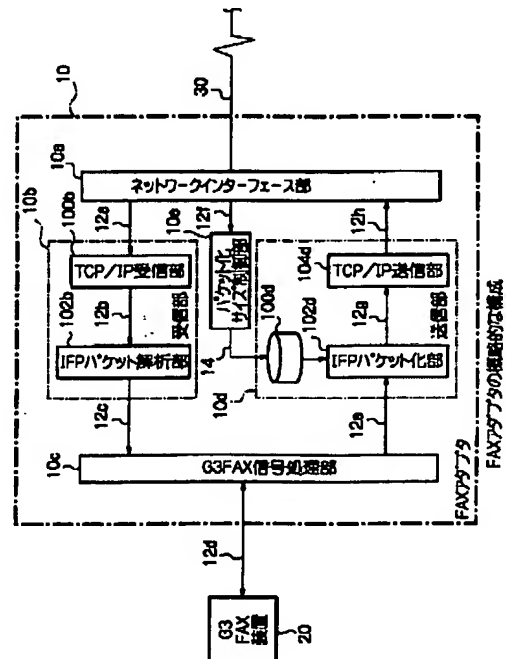 10
30
10a
ネットワークインターフェース部
10b
100b
12a
TCP/IP受信部
12b
102b
IFPパケット解析部
受信部
12c
10e
12f
パケット化
サイズ制御部
14
100d
12h
104d
TCP/IP送信部
12g
102d
IFPパケット化部
送信部
10d
12e
10c
G3FAX信号処理部
FAXアダプタ
12d
G3
FAX
装置
20
FAXアダプタの概略的な構成